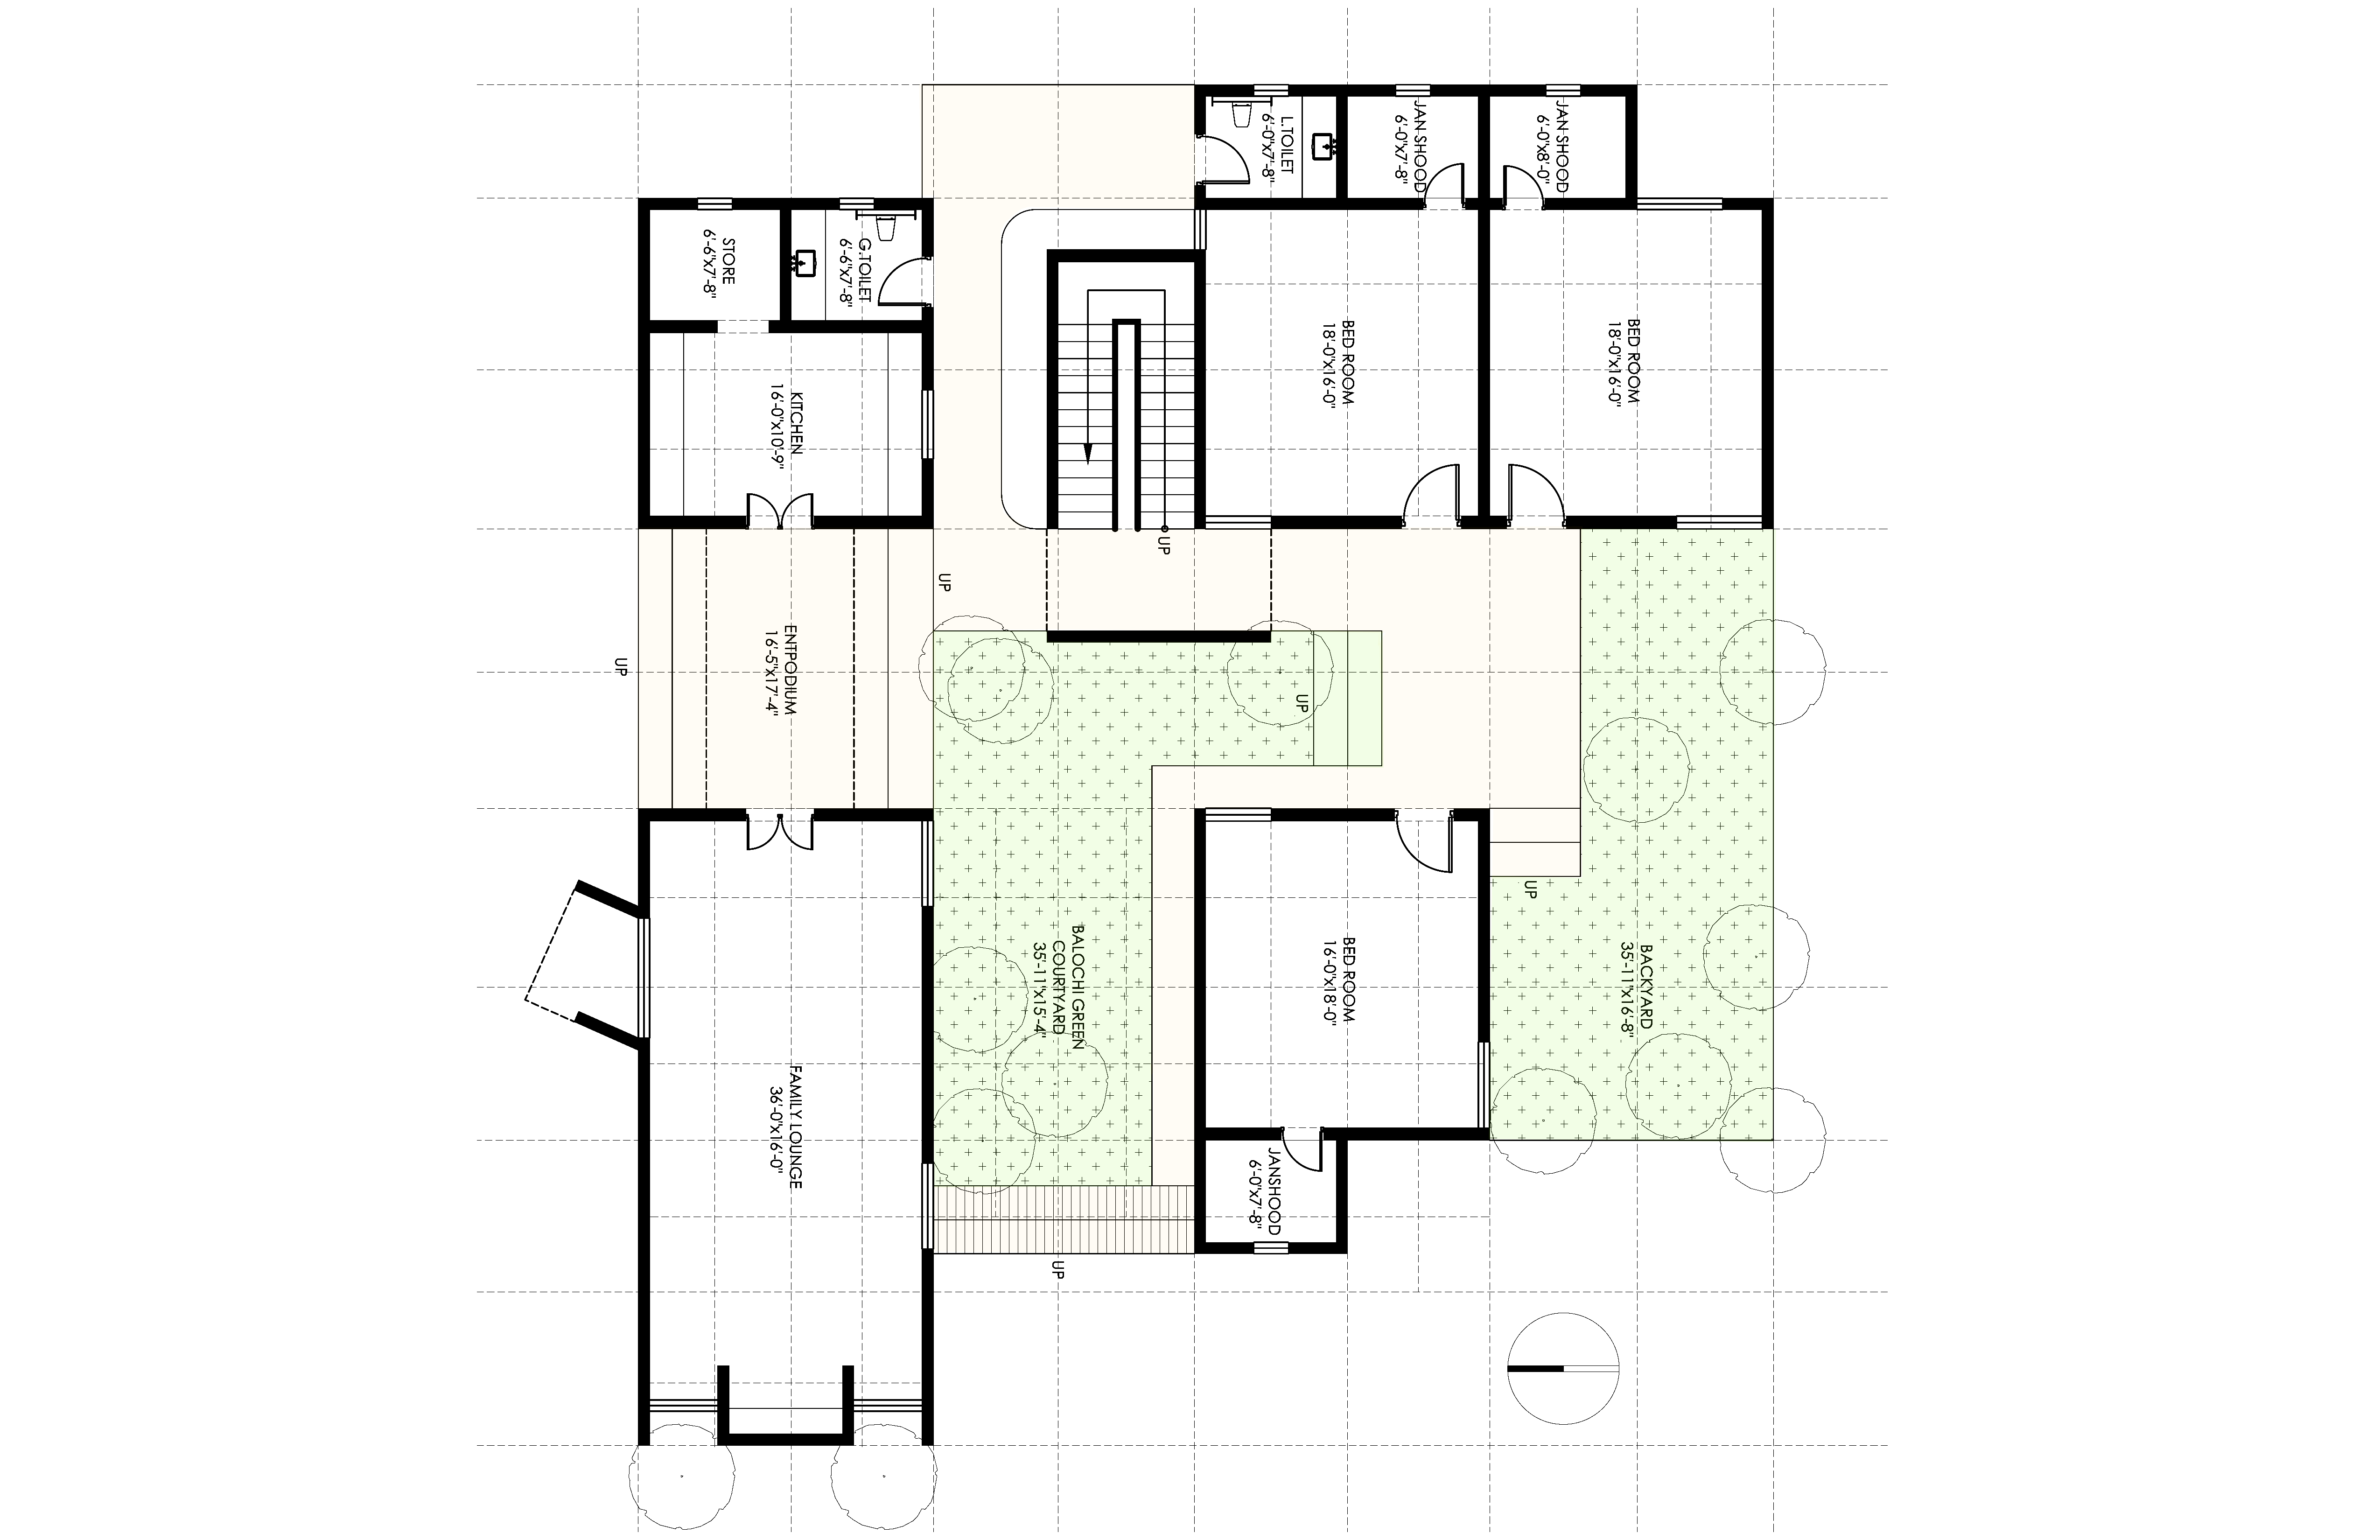 BACKYARD
35'-11"x16'-8"
BED ROOM
18'-0"x16'-0"
JAN SHOOD
6'-0"x8'-0"
UP
JAN SHOOD
6'-0"x7'-8"
BED ROOM
18'-0"x16'-0"
BED ROOM
16'-0"x18'-0"
UP
L.TOILET
6'-0"x7'-8"
JANSHOOD
6'-0"x7'-8"
UP
BALOCHI GREEN
COURTYARD
35'-11"x15'-4"
UP
UP
G.TOILET
6'-6"x7'-8"
KITCHEN
16'-0"x10'-9"
ENTPODIUM
16'-5"x17'-4"
FAMILY LOUNGE
36'-0"x16'-0"
STORE
6'-6"x7'-8"
UP